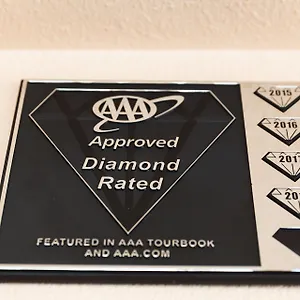 AAA
Approved
Diamond
Rated
FEATURED IN AAA TOURBOOK
AND AAA.COM
2015
2016